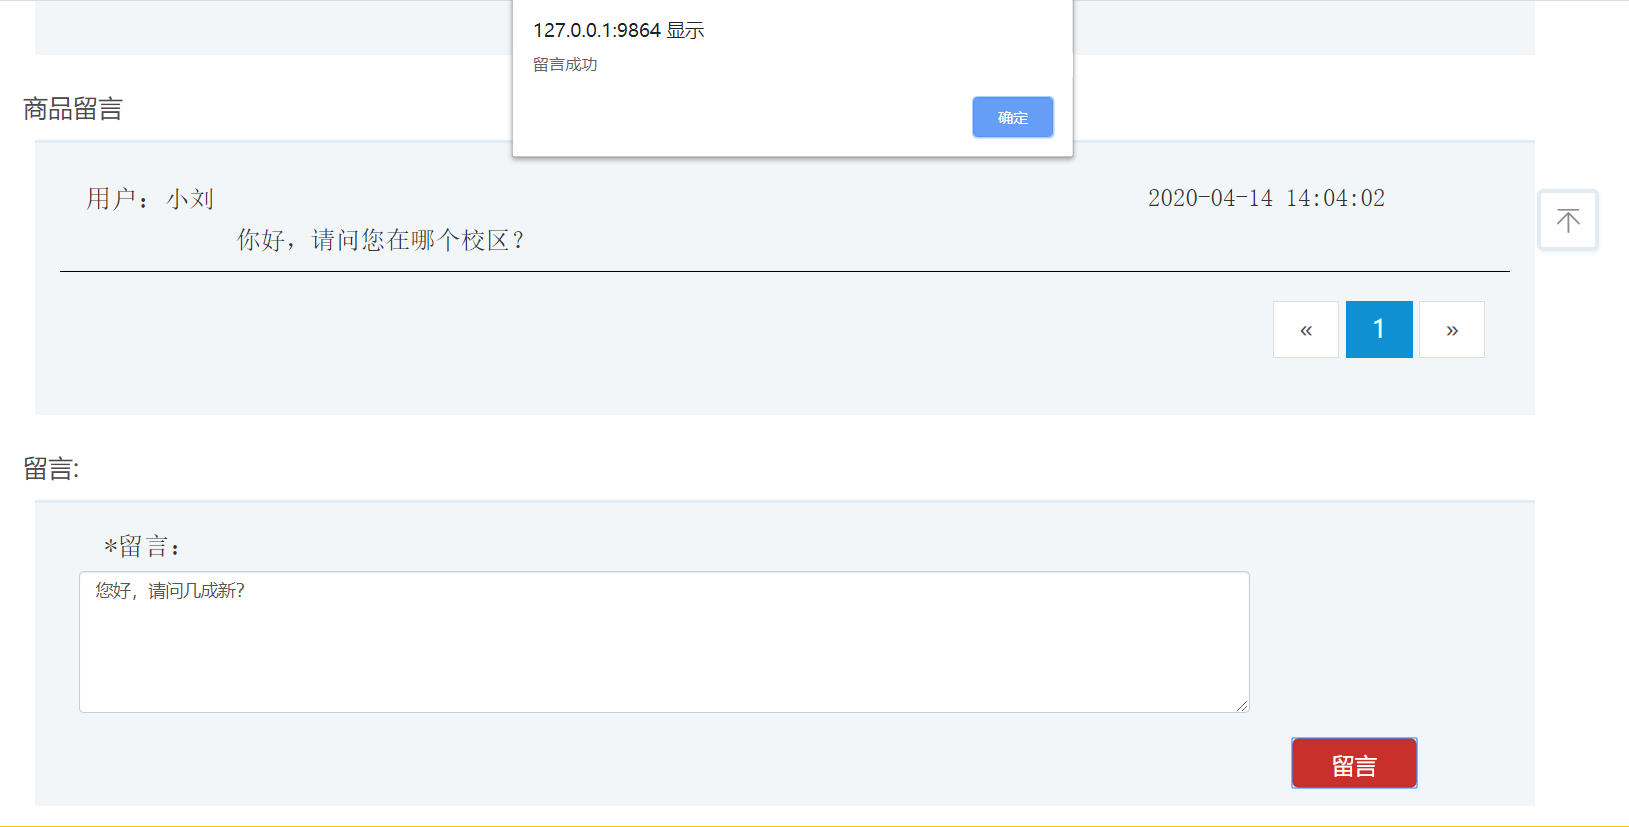 127.0.0.1:9864 显示
留言成功
确定
商品留言
用户：小刘 2020-04-14 14:04:02
你好，请问您在哪个校区？
« 1 »
留言:
*留言：
您好，请问几成新？
留言